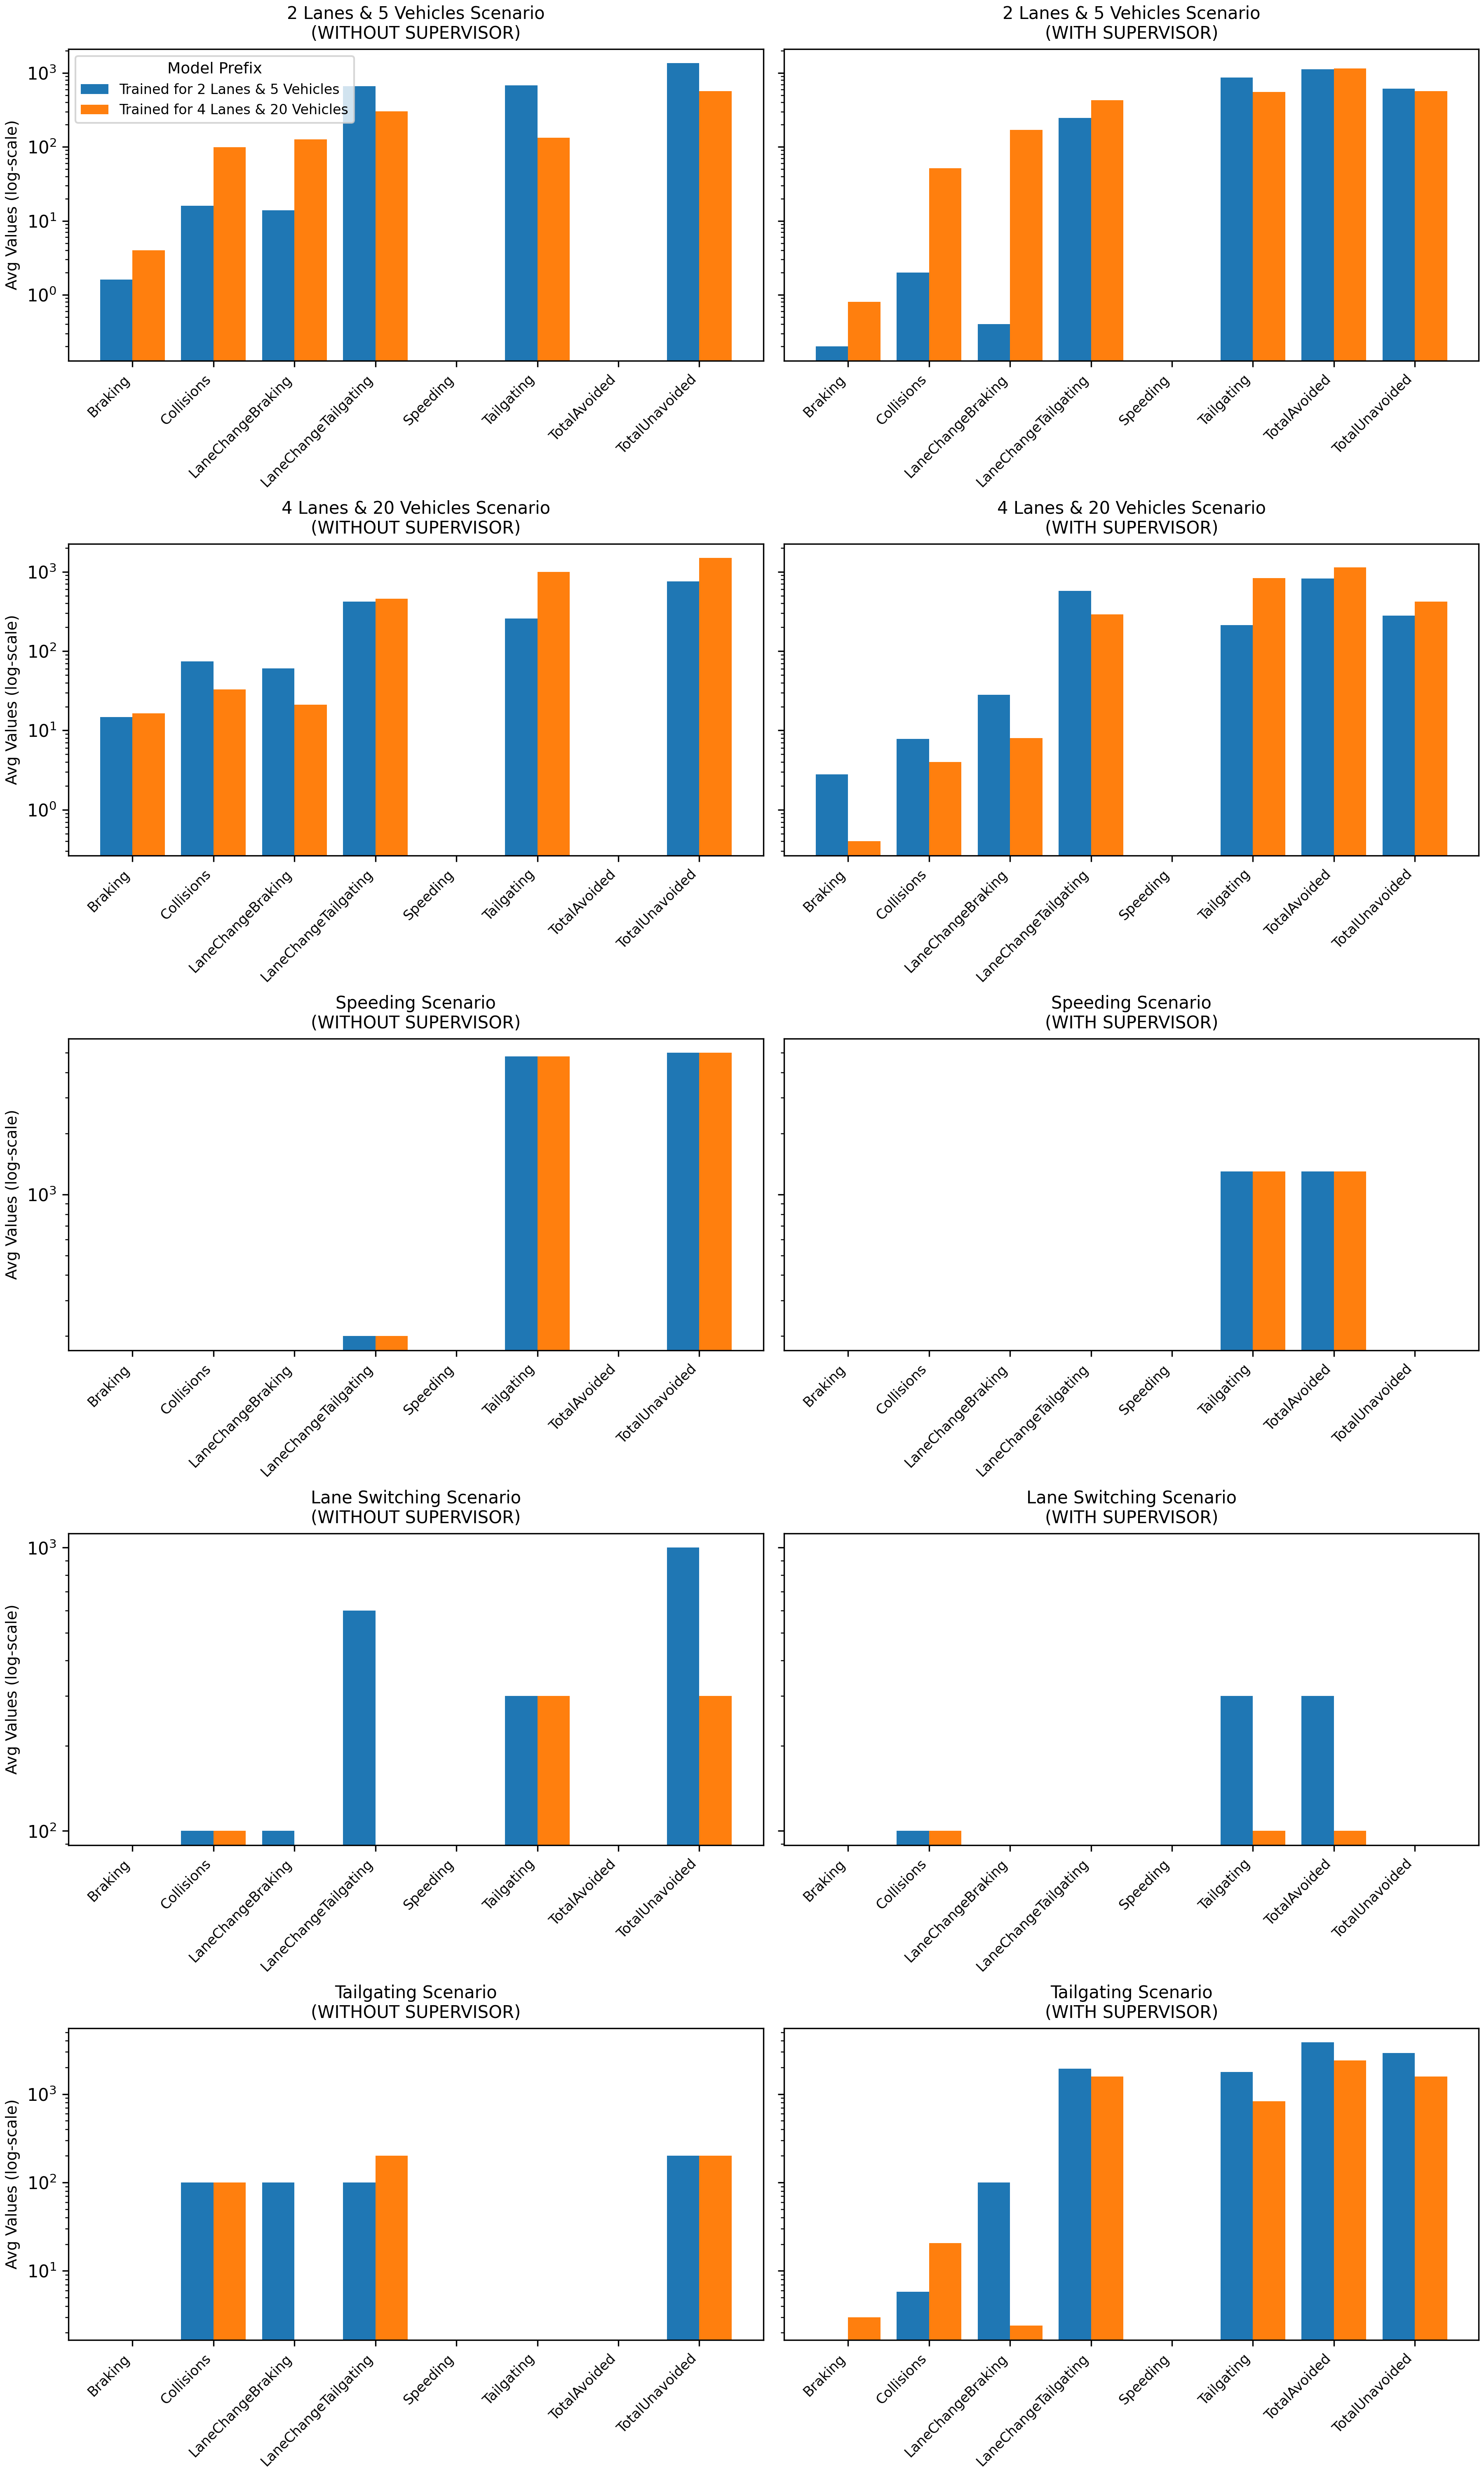 2 Lanes & 5 Vehicles Scenario
(WITHOUT SUPERVISOR)
2 Lanes & 5 Vehicles Scenario
(WITH SUPERVISOR)
Avg Values (log-scale)
10³
10²
10¹
10⁰
Model Prefix
Trained for 2 Lanes & 5 Vehicles
Trained for 4 Lanes & 20 Vehicles
Braking
Collisions
LaneChangeBraking
LaneChangeTailgating
Speeding
Tailgating
TotalAvoided
TotalUnavoided
Braking
Collisions
LaneChangeBraking
LaneChangeTailgating
Speeding
Tailgating
TotalAvoided
TotalUnavoided
4 Lanes & 20 Vehicles Scenario
(WITHOUT SUPERVISOR)
4 Lanes & 20 Vehicles Scenario
(WITH SUPERVISOR)
Avg Values (log-scale)
10³
10²
10¹
10⁰
Braking
Collisions
LaneChangeBraking
LaneChangeTailgating
Speeding
Tailgating
TotalAvoided
TotalUnavoided
Braking
Collisions
LaneChangeBraking
LaneChangeTailgating
Speeding
Tailgating
TotalAvoided
TotalUnavoided
Speeding Scenario
(WITHOUT SUPERVISOR)
Speeding Scenario
(WITH SUPERVISOR)
Avg Values (log-scale)
10³
Braking
Collisions
LaneChangeBraking
LaneChangeTailgating
Speeding
Tailgating
TotalAvoided
TotalUnavoided
Braking
Collisions
LaneChangeBraking
LaneChangeTailgating
Speeding
Tailgating
TotalAvoided
TotalUnavoided
Lane Switching Scenario
(WITHOUT SUPERVISOR)
Lane Switching Scenario
(WITH SUPERVISOR)
Avg Values (log-scale)
10³
10²
Braking
Collisions
LaneChangeBraking
LaneChangeTailgating
Speeding
Tailgating
TotalAvoided
TotalUnavoided
Braking
Collisions
LaneChangeBraking
LaneChangeTailgating
Speeding
Tailgating
TotalAvoided
TotalUnavoided
Tailgating Scenario
(WITHOUT SUPERVISOR)
Tailgating Scenario
(WITH SUPERVISOR)
Avg Values (log-scale)
10³
10²
10¹
Braking
Collisions
LaneChangeBraking
LaneChangeTailgating
Speeding
Tailgating
TotalAvoided
TotalUnavoided
Braking
Collisions
LaneChangeBraking
LaneChangeTailgating
Speeding
Tailgating
TotalAvoided
TotalUnavoided